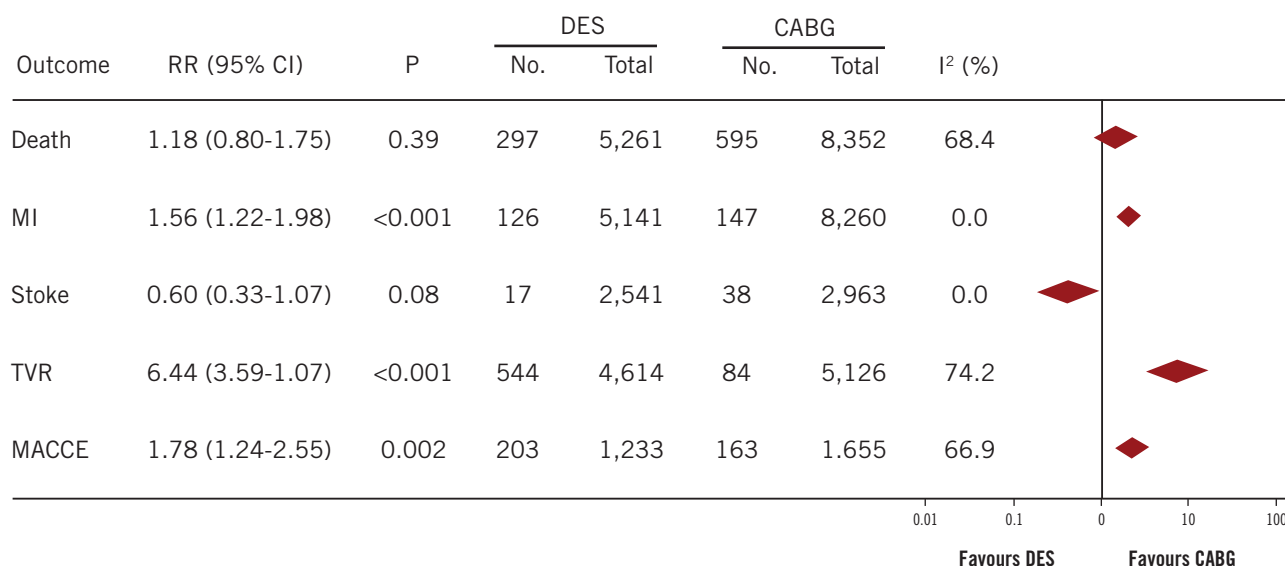 DES CABG
Outcome RR (95% CI) P No. Total No. Total I² (%)
Death 1.18 (0.80-1.75) 0.39 297 5,261 595 8,352 68.4
MI 1.56 (1.22-1.98) <0.001 126 5,141 147 8,260 0.0
Stoke 0.60 (0.33-1.07) 0.08 17 2,541 38 2,963 0.0
TVR 6.44 (3.59-1.07) <0.001 544 4,614 84 5,126 74.2
MACCE 1.78 (1.24-2.55) 0.002 203 1,233 163 1.655 66.9
0.01 0.1 0 10 100
Favours DES Favours CABG